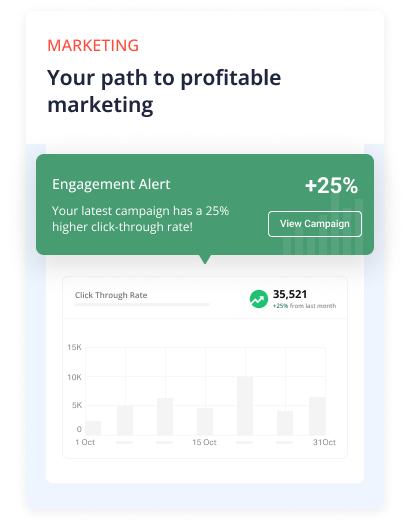 MARKETING
Your path to profitable
marketing
Engagement Alert
+25%
Your latest campaign has a 25%
higher click-through rate!
View Campaign
Click Through Rate
35,521
+25% from last month
15K
10K
5K
0
1 Oct
15 Oct
31Oct